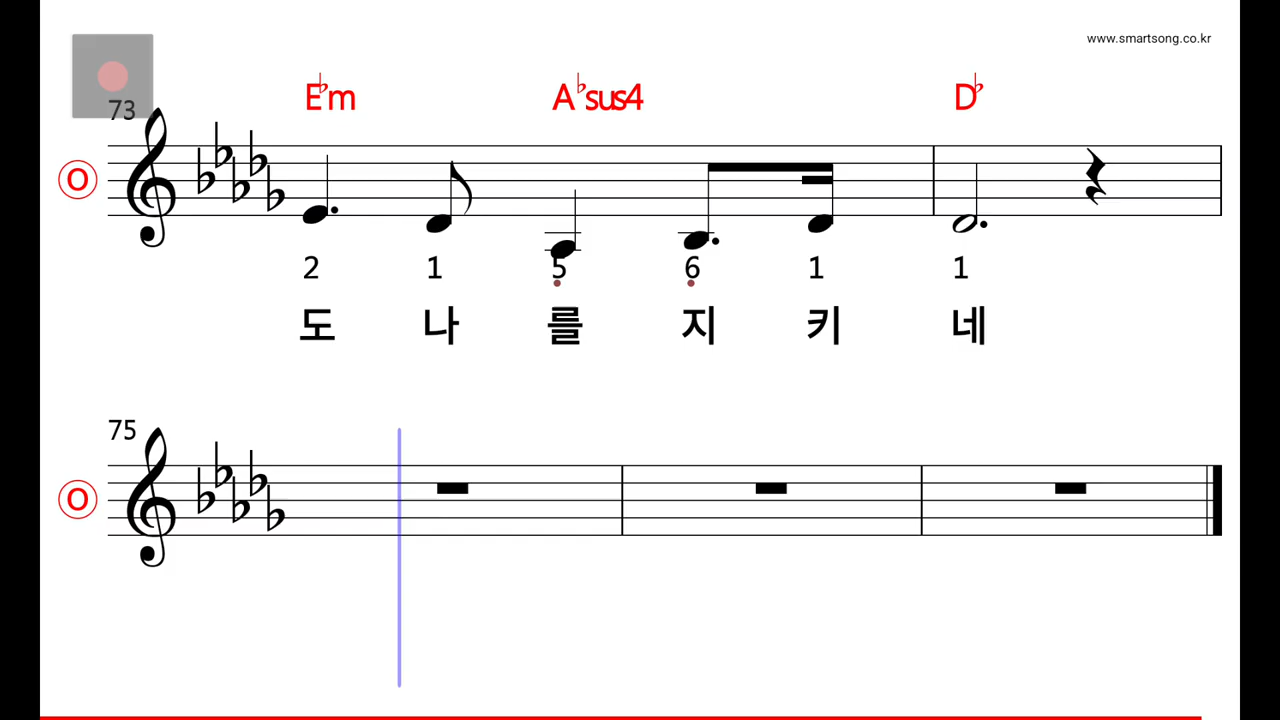 www.smartsong.co.kr
E♭m A♭sus4 D♭
73
O
2 1 5 6 1 1
도 나 를 지 키 네
75
O